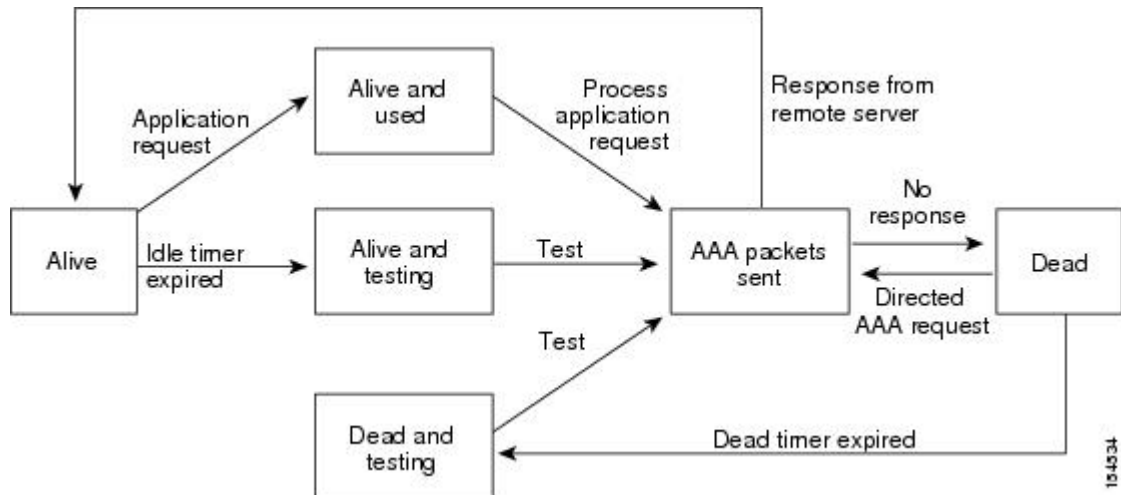 Alive and
used
Application
request
Process
application
request
Response from
remote server
Alive
Idle timer
expired
Alive and
testing
Test
AAA packets
sent
No
response
Dead
Directed
AAA request
Test
Dead and
testing
Dead timer expired
154534